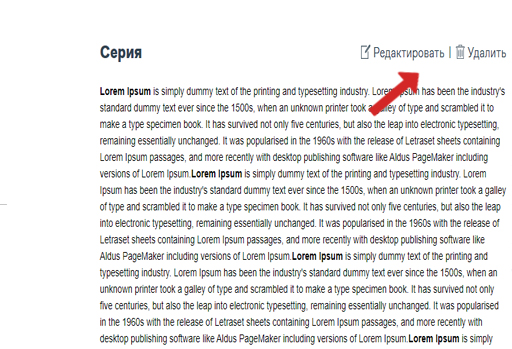 Серия
Редактировать | Удалить
Lorem Ipsum is simply dummy text of the printing and typesetting industry. Lorem Ipsum has been the industry's
standard dummy text ever since the 1500s, when an unknown printer took a galley of type and scrambled it to
make a type specimen book. It has survived not only five centuries, but also the leap into electronic typesetting,
remaining essentially unchanged. It was popularised in the 1960s with the release of Letraset sheets containing
Lorem Ipsum passages, and more recently with desktop publishing software like Aldus PageMaker including
versions of Lorem Ipsum.Lorem Ipsum is simply dummy text of the printing and typesetting industry. Lorem
Ipsum has been the industry's standard dummy text ever since the 1500s, when an unknown printer took a galley
of type and scrambled it to make a type specimen book. It has survived not only five centuries, but also the leap
into electronic typesetting, remaining essentially unchanged. It was popularised in the 1960s with the release of
Letraset sheets containing Lorem Ipsum passages, and more recently with desktop publishing software like
Aldus PageMaker including versions of Lorem Ipsum.Lorem Ipsum is simply dummy text of the printing and
typesetting industry. Lorem Ipsum has been the industry's standard dummy text ever since the 1500s, when an
unknown printer took a galley of type and scrambled it to make a type specimen book. It has survived not only
five centuries, but also the leap into electronic typesetting, remaining essentially unchanged. It was popularised
in the 1960s with the release of Letraset sheets containing Lorem Ipsum passages, and more recently with
desktop publishing software like Aldus PageMaker including versions of Lorem Ipsum.Lorem Ipsum is simply